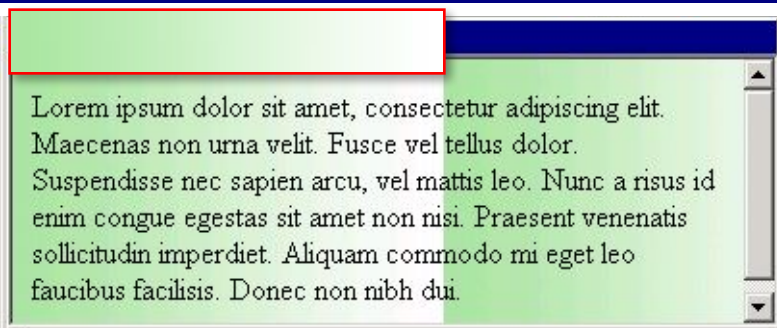 Lorem ipsum dolor sit amet, consectetur adipiscing elit.
Maecenas non urna velit. Fusce vel tellus dolor.
Suspendisse nec sapien arcu, vel mattis leo. Nunc a risus id
enim congue egestas sit amet non nisi. Praesent venenatis
sollicitudin imperdiet. Aliquam commodo mi eget leo
faucibus facilisis. Donec non nibh dui.